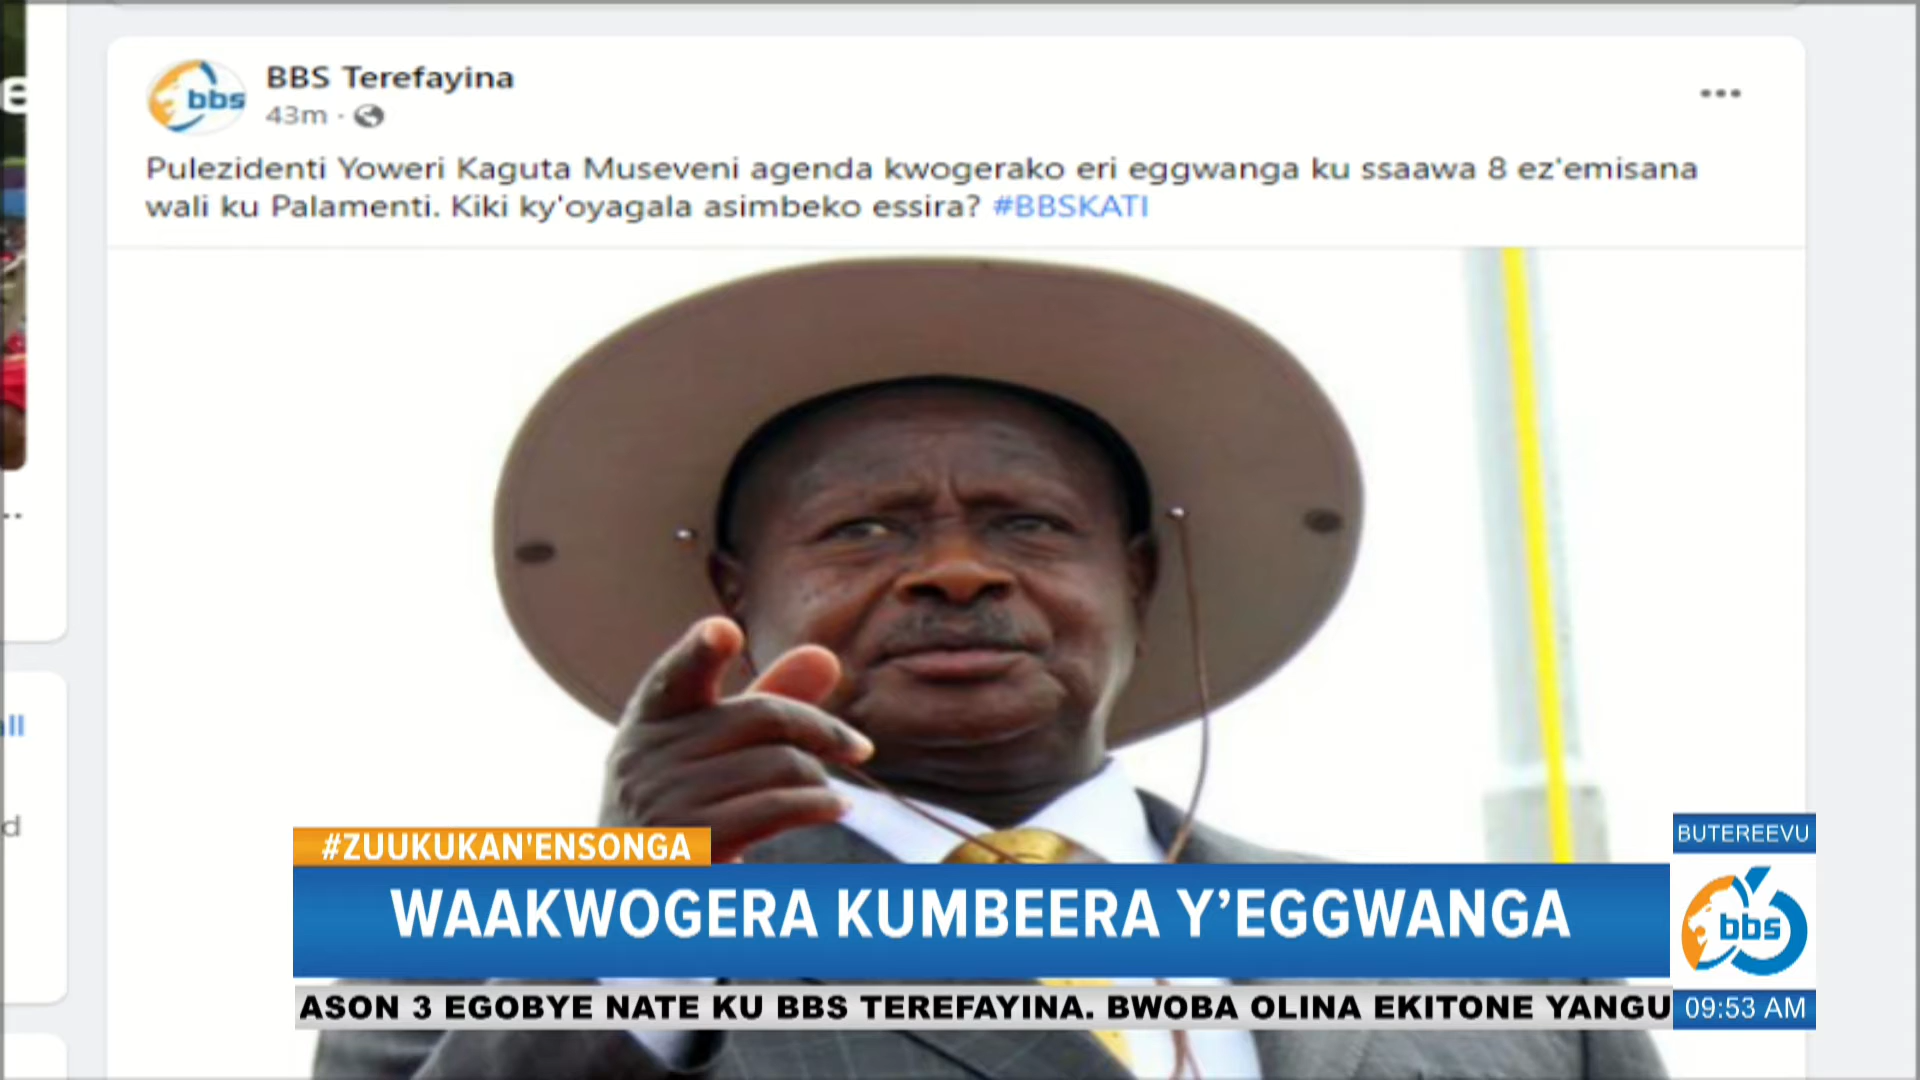 BBS Terefayina
43m
Pulezidenti Yoweri Kaguta Museveni agenda kwogerako eri eggwanga ku ssaawa 8 ez'emisana
wali ku Palamenti. Kiki ky'oyagala asimbeko essira? #BBSKATI
bbs
#ZUUKUKAN'ENSONGA
WAAKWOGERA KUMBEERA Y’EGGWANGA
BUTEREEVU
bbs
ASON 3 EGOBYE NATE KU BBS TEREFAYINA. BWOBA OLINA EKITONE YANGU
09:53 AM